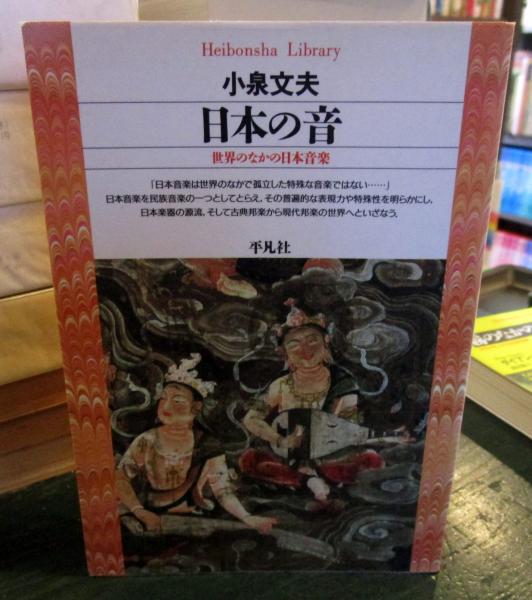 Heibonsha Library
小泉文夫
日本の音
世界のなかの日本音楽
「日本音楽は世界のなかで孤立した特殊な音楽ではない……」
日本音楽を民族音楽の一つとしてとらえ、その普遍的な表現力や特殊性を明らかにし、
日本楽器の源流、そして古典邦楽から現代邦楽の世界へといざなう。
平凡社